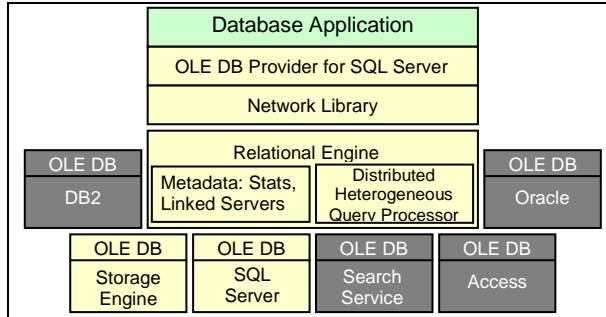 Database Application
OLE DB Provider for SQL Server
Network Library
Relational Engine
Metadata: Stats,
Linked Servers
Distributed
Heterogeneous
Query Processor
OLE DB
DB2
OLE DB
Oracle
OLE DB
Storage
Engine
OLE DB
SQL
Server
OLE DB
Search
Service
OLE DB
Access